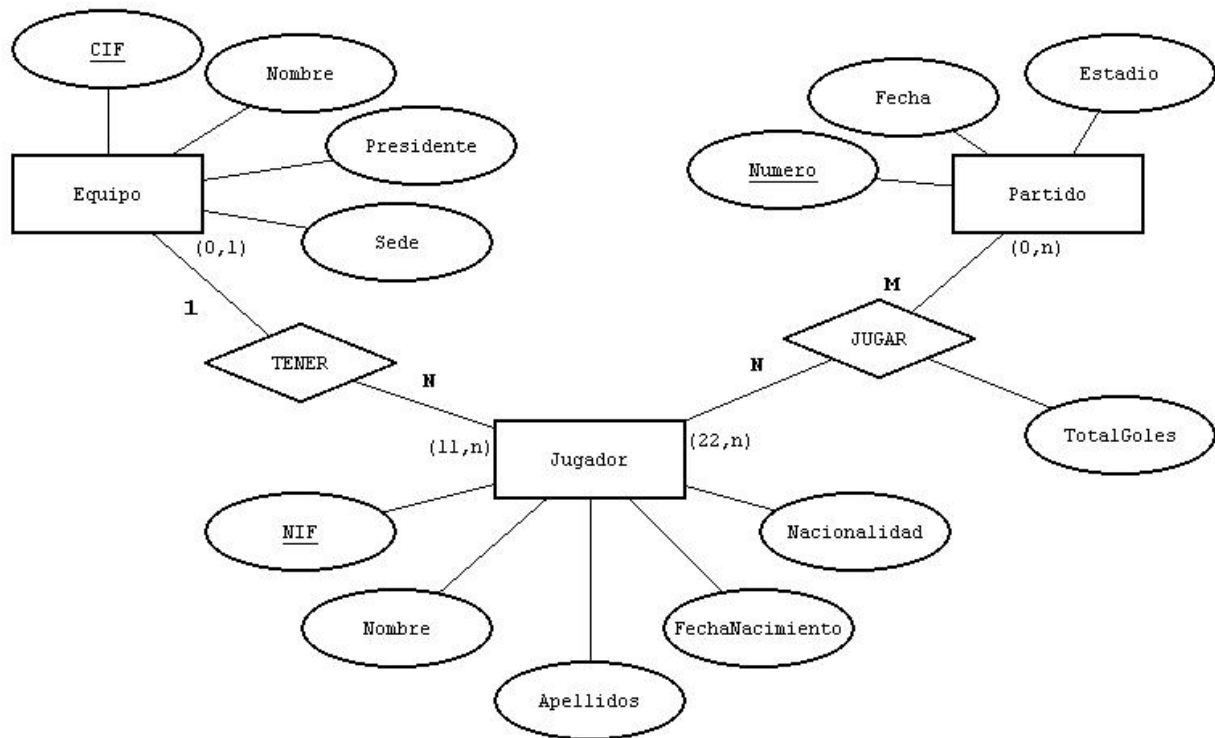 CIF
Nombre
Presidente
Equipo
Sede
(0,1)
1
TENER
N
(11,n)
Estadio
Fecha
Numero
Partido
(0,n)
M
JUGAR
N
(22,n)
TotalGoles
Jugador
NIF
Nombre
Apellidos
FechaNacimiento
Nacionalidad